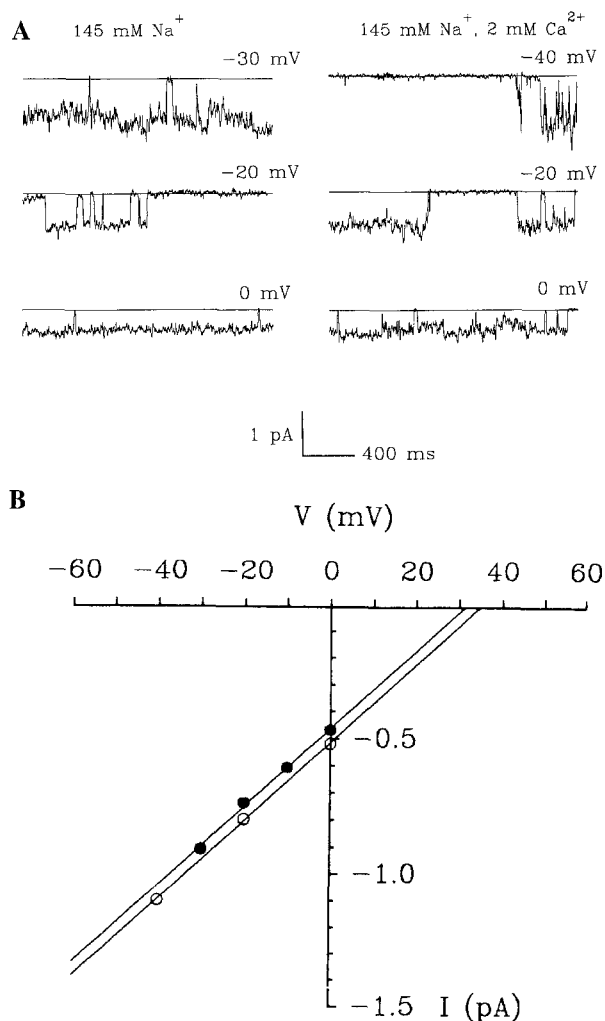 A
145 mM Na⁺
145 mM Na⁺, 2 mM Ca²⁺
−30 mV
−40 mV
−20 mV
−20 mV
0 mV
0 mV
1 pA
400 ms
B
V (mV)
−60 −40 −20 0 20 40 60
−0.5
−1.0
−1.5 I (pA)